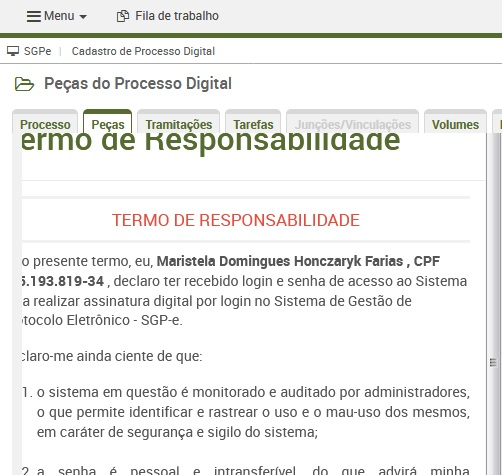 Menu Fila de trabalho
SGPe Cadastro de Processo Digital
Peças do Processo Digital
Processo Peças Tramitações Tarefas Junções/Vinculações Volumes
ermo de Responsabilidade
TERMO DE RESPONSABILIDADE
o presente termo, eu, Maristela Domingues Honczaryk Farias , CPF
5.193.819-34 , declaro ter recebido login e senha de acesso ao Sistema
a realizar assinatura digital por login no Sistema de Gestão de
otocolo Eletrônico - SGP-e.
claro-me ainda ciente de que:
1. o sistema em questão é monitorado e auditado por administradores,
o que permite identificar e rastrear o uso e o mau-uso dos mesmos,
em caráter de segurança e sigilo do sistema;
2. a senha é pessoal e intransferível, do que advirá minha